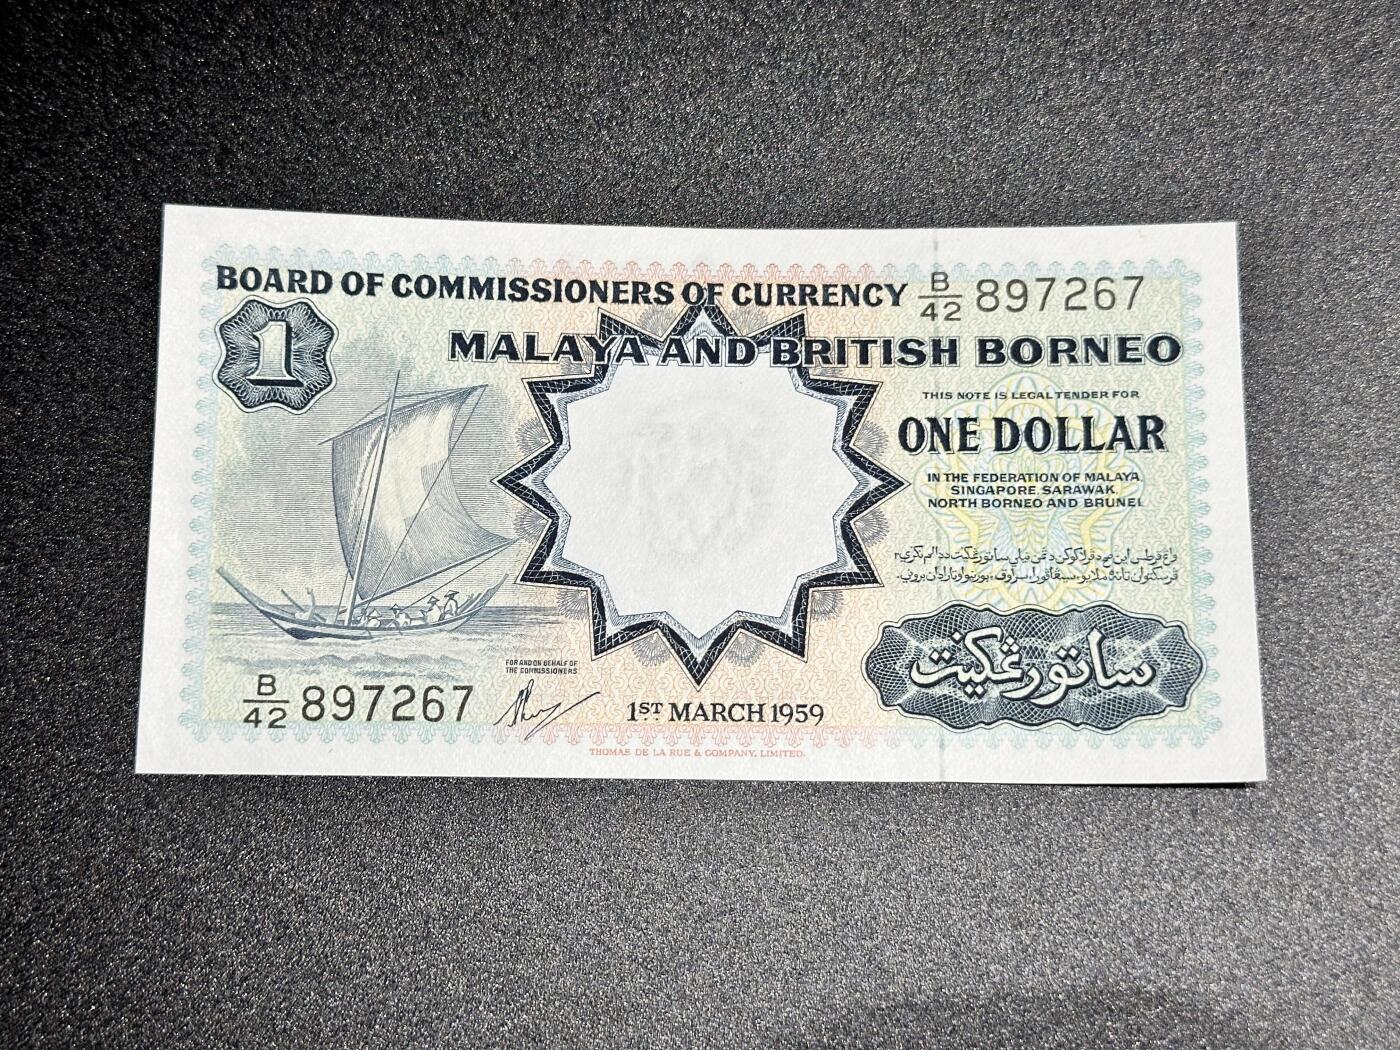 BOARD OF COMMISSIONERS OF CURRENCY
B/42 897267
MALAYA AND BRITISH BORNEO
1
THIS NOTE IS LEGAL TENDER FOR
ONE DOLLAR
IN THE FEDERATION OF MALAYA,
SINGAPORE, SARAWAK,
NORTH BORNEO AND BRUNEI.
ساتو رڠݢيت
FOR AND ON BEHALF OF
THE COMMISSIONERS
B/42 897267
1ST MARCH 1959
THOMAS DE LA RUE & COMPANY, LIMITED.